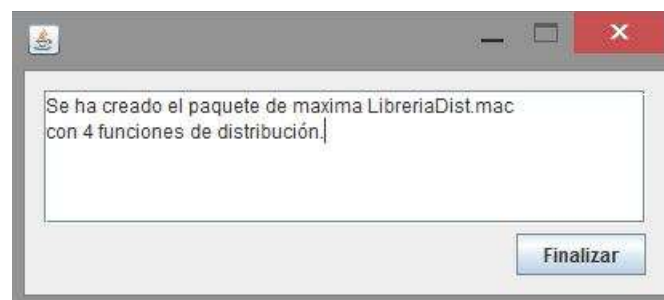 Se ha creado el paquete de maxima LibreriaDist.mac
con 4 funciones de distribución.
Finalizar